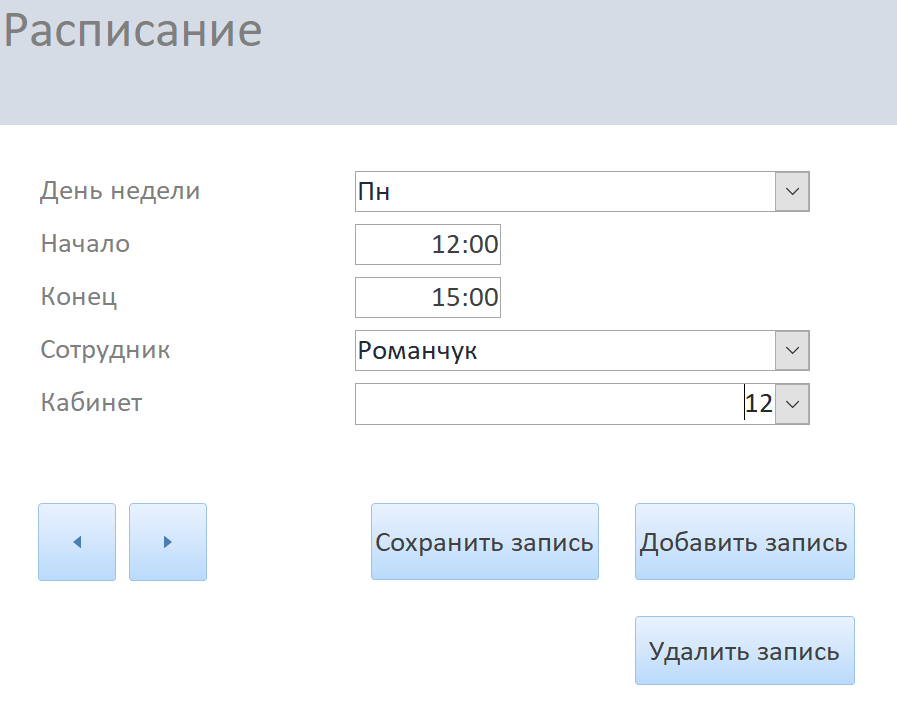 Расписание
День недели Пн
Начало 12:00
Конец 15:00
Сотрудник Романчук
Кабинет 12
Сохранить запись Добавить запись
Удалить запись